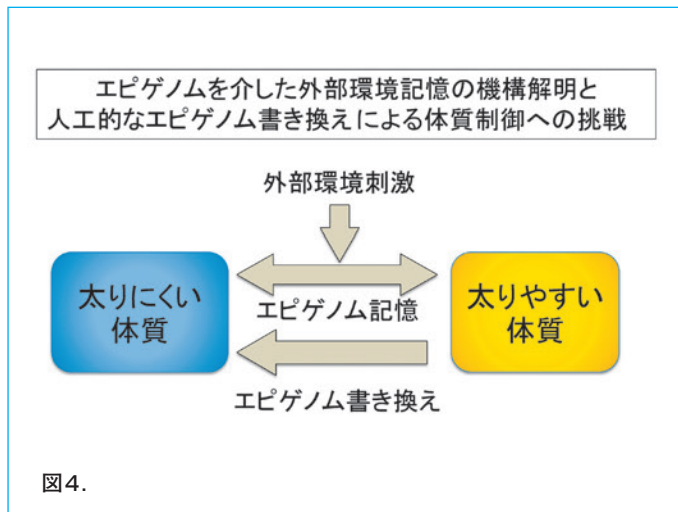 エピゲノムを介した外部環境記憶の機構解明と
人工的なエピゲノム書き換えによる体質制御への挑戦
外部環境刺激
太りにくい
体質
エピゲノム記憶
太りやすい
体質
エピゲノム書き換え
図4.